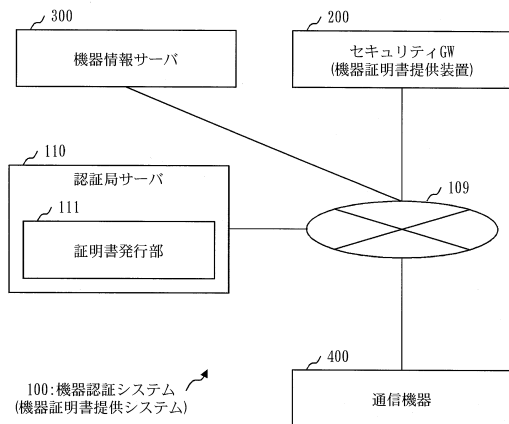 300
機器情報サーバ
200
セキュリティGW
(機器証明書提供装置)
110
認証局サーバ
111
証明書発行部
109
400
通信機器
100:機器認証システム
(機器証明書提供システム)